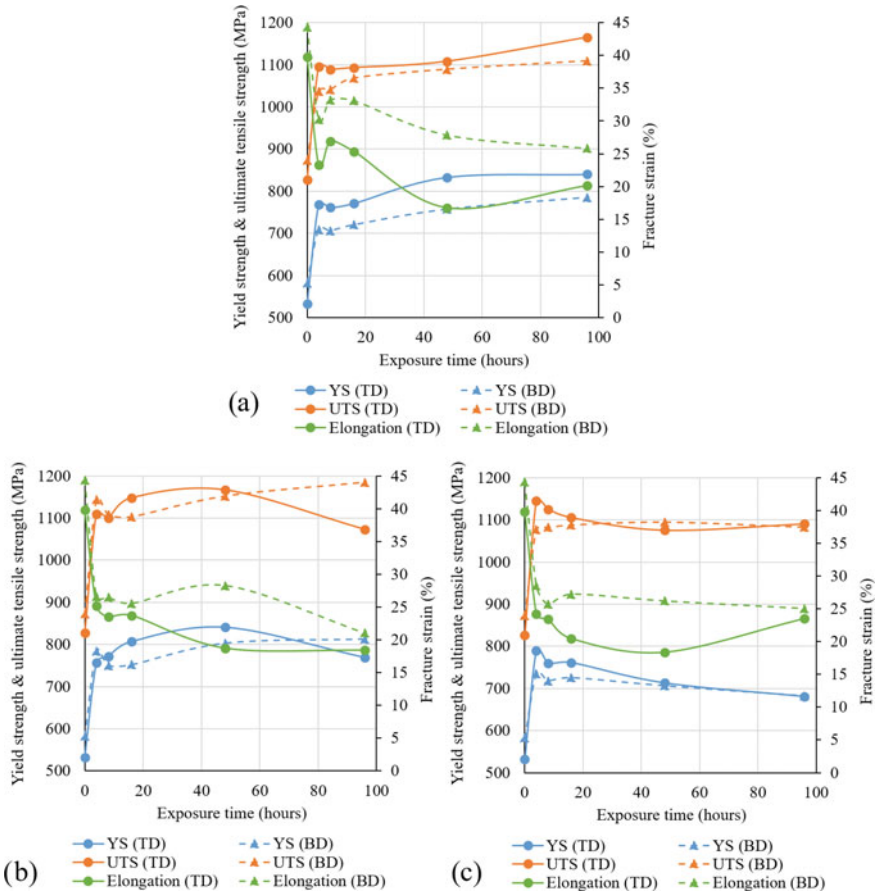 1200
1100
1000
900
800
700
600
500
45
40
35
30
25
20
15
10
5
0
0 20 40 60 80 100
Yield strength & ultimate tensile strength (MPa)
Fracture strain (%)
Exposure time (hours)
(a)
YS (TD) YS (BD)
UTS (TD) UTS (BD)
Elongation (TD) Elongation (BD)
1200
1100
1000
900
800
700
600
500
45
40
35
30
25
20
15
10
5
0
0 20 40 60 80 100
Yield strength & ultimate tensile strength (MPa)
Fracture strain (%)
Exposure time (hours)
(b)
YS (TD) YS (BD)
UTS (TD) UTS (BD)
Elongation (TD) Elongation (BD)
1200
1100
1000
900
800
700
600
500
45
40
35
30
25
20
15
10
5
0
0 20 40 60 80 100
Yield strength & ultimate tensile strength (MPa)
Fracture strain (%)
Exposure time (hours)
(c)
YS (TD) YS (BD)
UTS (TD) UTS (BD)
Elongation (TD) Elongation (BD)